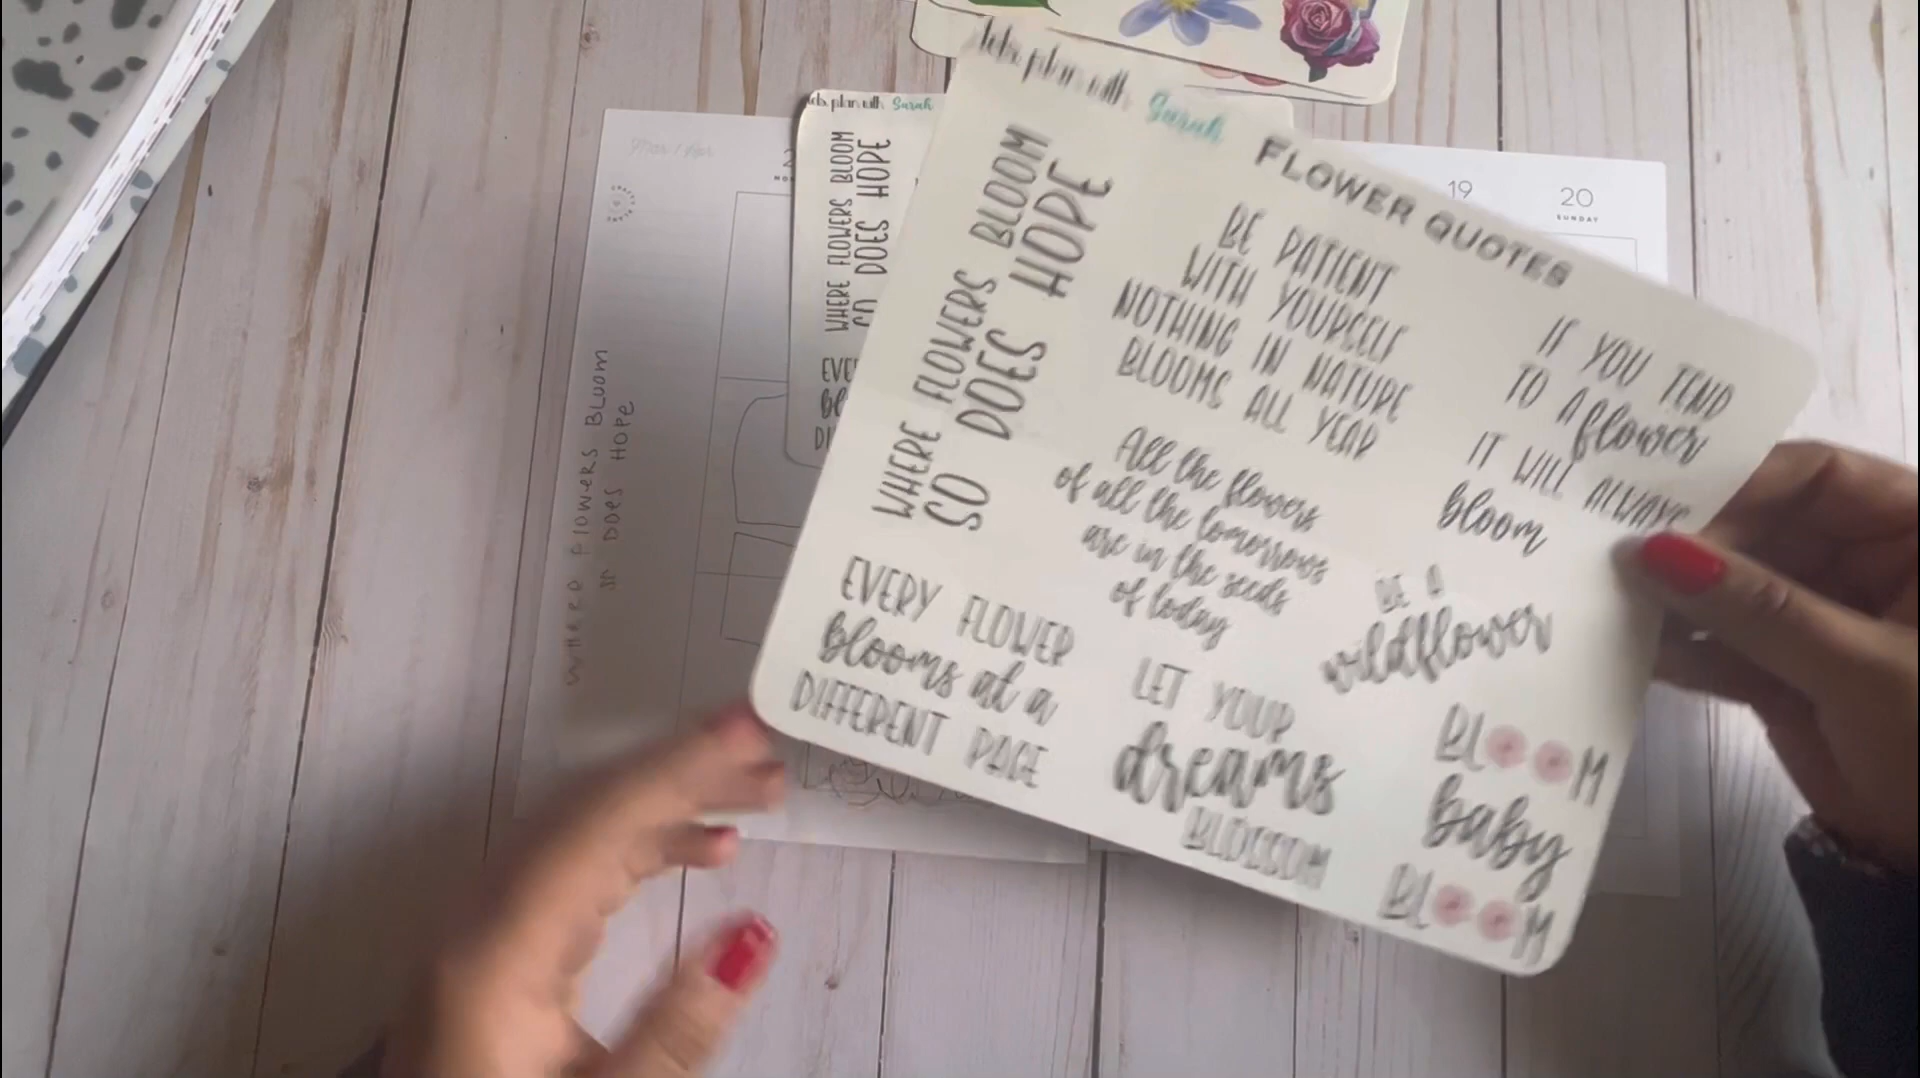 lets plan with Sarah
FLOWER QUOTES
WHERE FLOWERS BLOOM
SO DOES HOPE
BE PATIENT
WITH YOURSELF
NOTHING IN NATURE
BLOOMS ALL YEAR
IF YOU TEND
TO A flower
IT WILL ALWAYS
bloom
All the flowers
of all the tomorrows
are in the seeds
of today
BE A
wildflower
EVERY FLOWER
blooms at a
DIFFERENT PACE
LET YOUR
dreams
BLOSSOM
BLOOM
baby
BLOOM
lets plan with Sarah
WHERE FLOWERS BLOOM
SO DOES HOPE
WHERE FLOWERS BLOOM
SO DOES HOPE
19
20
SUNDAY